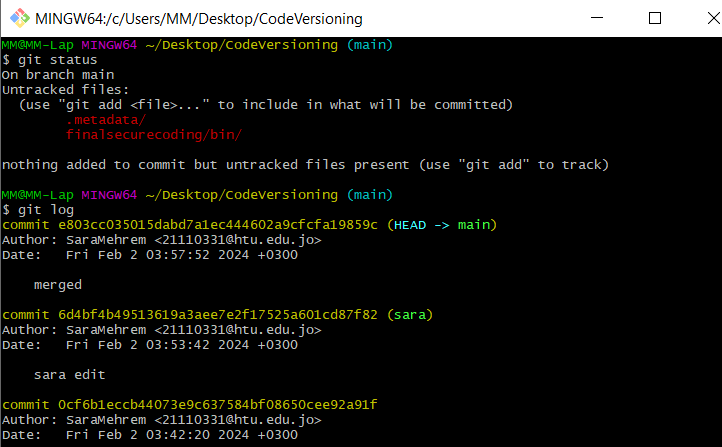 MINGW64:/c/Users/MM/Desktop/CodeVersioning
MM@MM-Lap MINGW64 ~/Desktop/CodeVersioning (main)
$ git status
On branch main
Untracked files:
  (use "git add <file>..." to include in what will be committed)
        .metadata/
        finalsecurecoding/bin/

nothing added to commit but untracked files present (use "git add" to track)

MM@MM-Lap MINGW64 ~/Desktop/CodeVersioning (main)
$ git log
commit e803cc035015dabd7a1ec444602a9cfcfa19859c (HEAD -> main)
Author: SaraMehrem <21110331@htu.edu.jo>
Date:   Fri Feb 2 03:57:52 2024 +0300

    merged

commit 6d4bf4b49513619a3aee7e2f17525a601cd87f82 (sara)
Author: SaraMehrem <21110331@htu.edu.jo>
Date:   Fri Feb 2 03:53:42 2024 +0300

    sara edit

commit 0cf6b1eccb44073e9c637584bf08650cee92a91f
Author: SaraMehrem <21110331@htu.edu.jo>
Date:   Fri Feb 2 03:42:20 2024 +0300